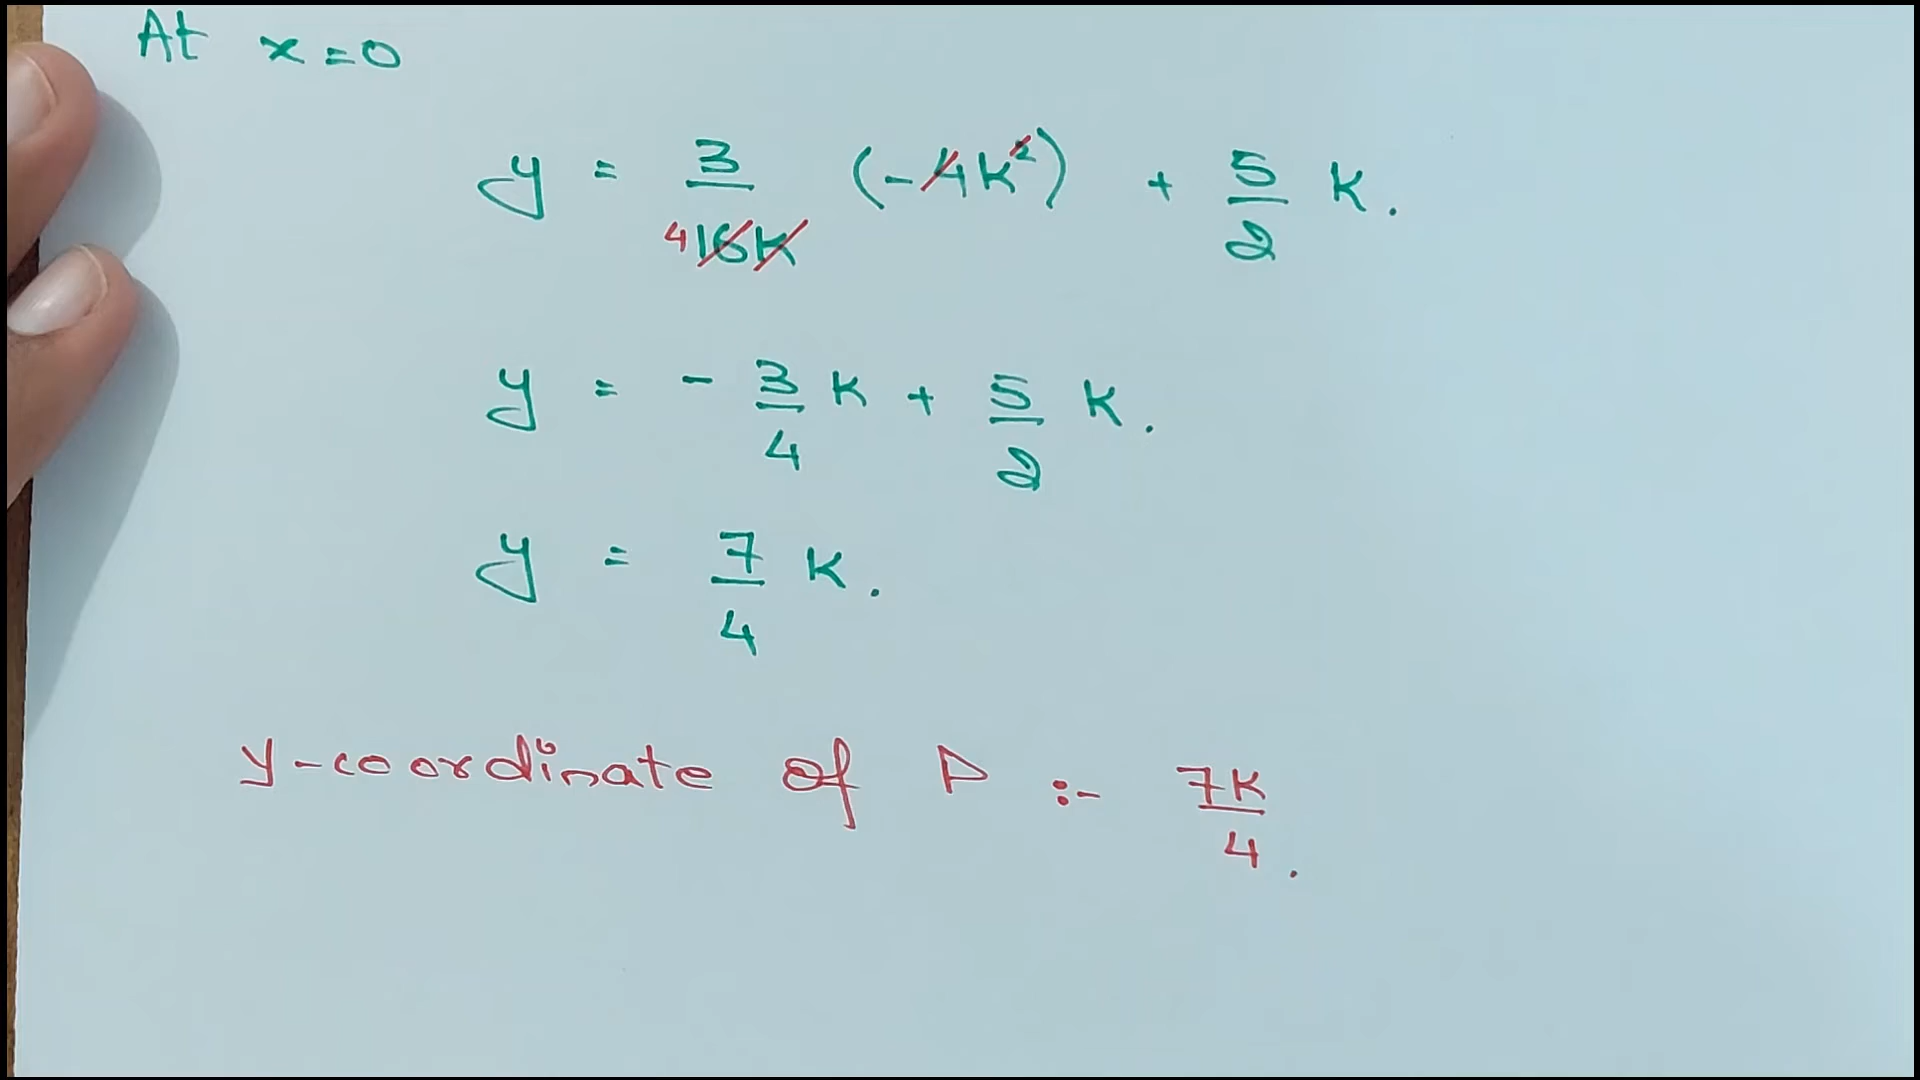 At x=0
y = 3/416K (-4K²) + 5/2 K.
y = - 3/4 K + 5/2 K.
y = 7/4 K.
y-coordinate of P :- 7K/4.